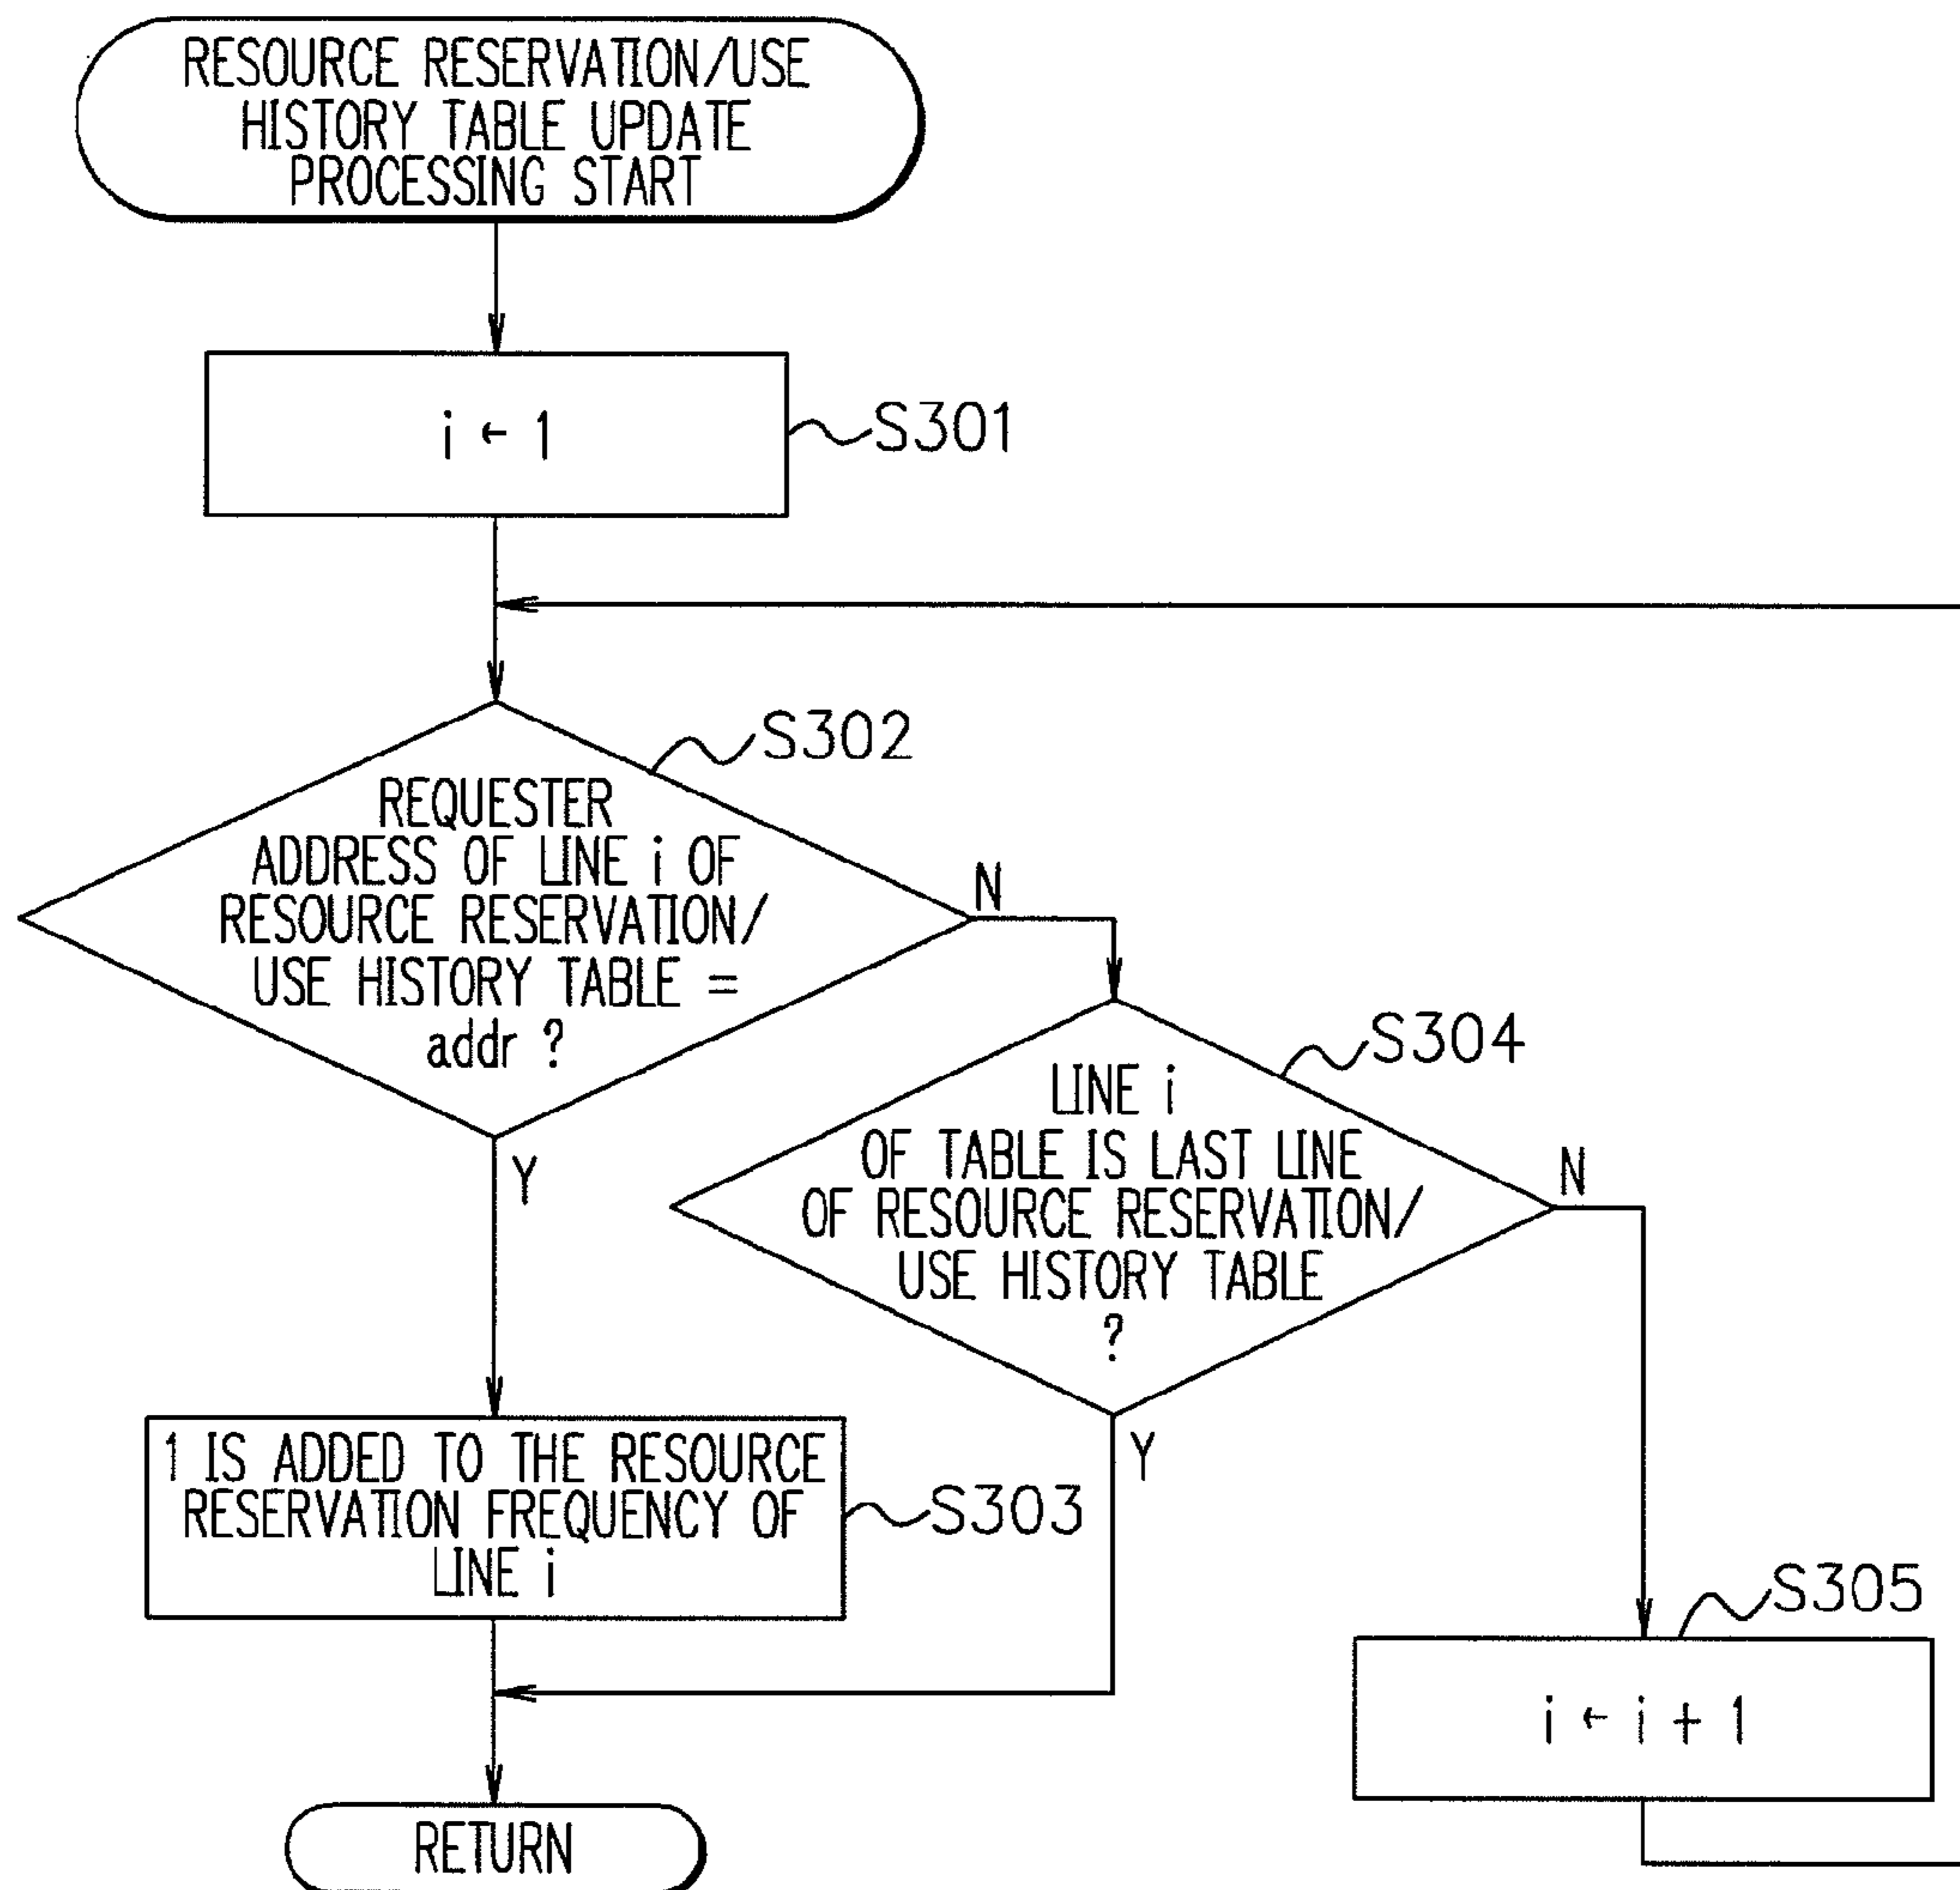 RESOURCE RESERVATION/USE
HISTORY TABLE UPDATE
PROCESSING START
i ← 1
S301
S302
REQUESTER
ADDRESS OF LINE i OF
RESOURCE RESERVATION/
USE HISTORY TABLE =
addr ?
N
Y
S304
LINE i
OF TABLE IS LAST LINE
OF RESOURCE RESERVATION/
USE HISTORY TABLE
?
N
Y
1 IS ADDED TO THE RESOURCE
RESERVATION FREQUENCY OF
LINE i
S303
S305
i ← i + 1
RETURN